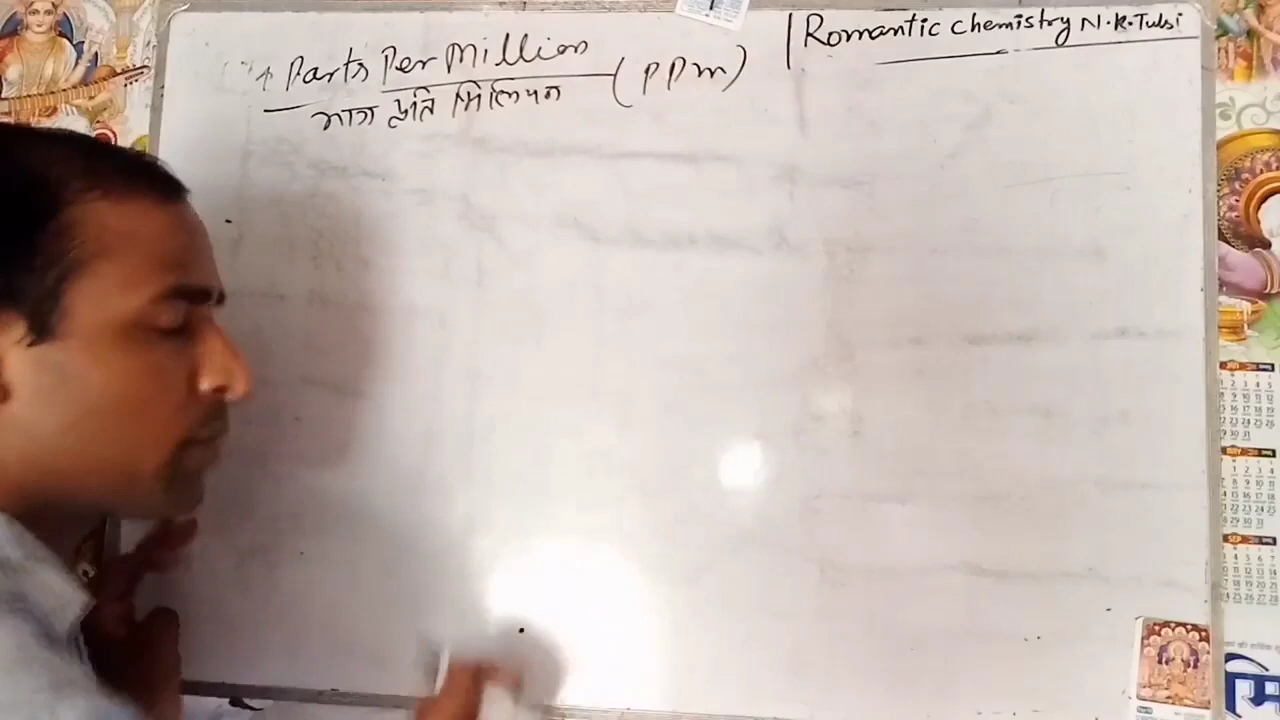 Parts Per Million (PPm)
भाग प्रति मिलियन
Romantic chemistry N.K.Tulsi